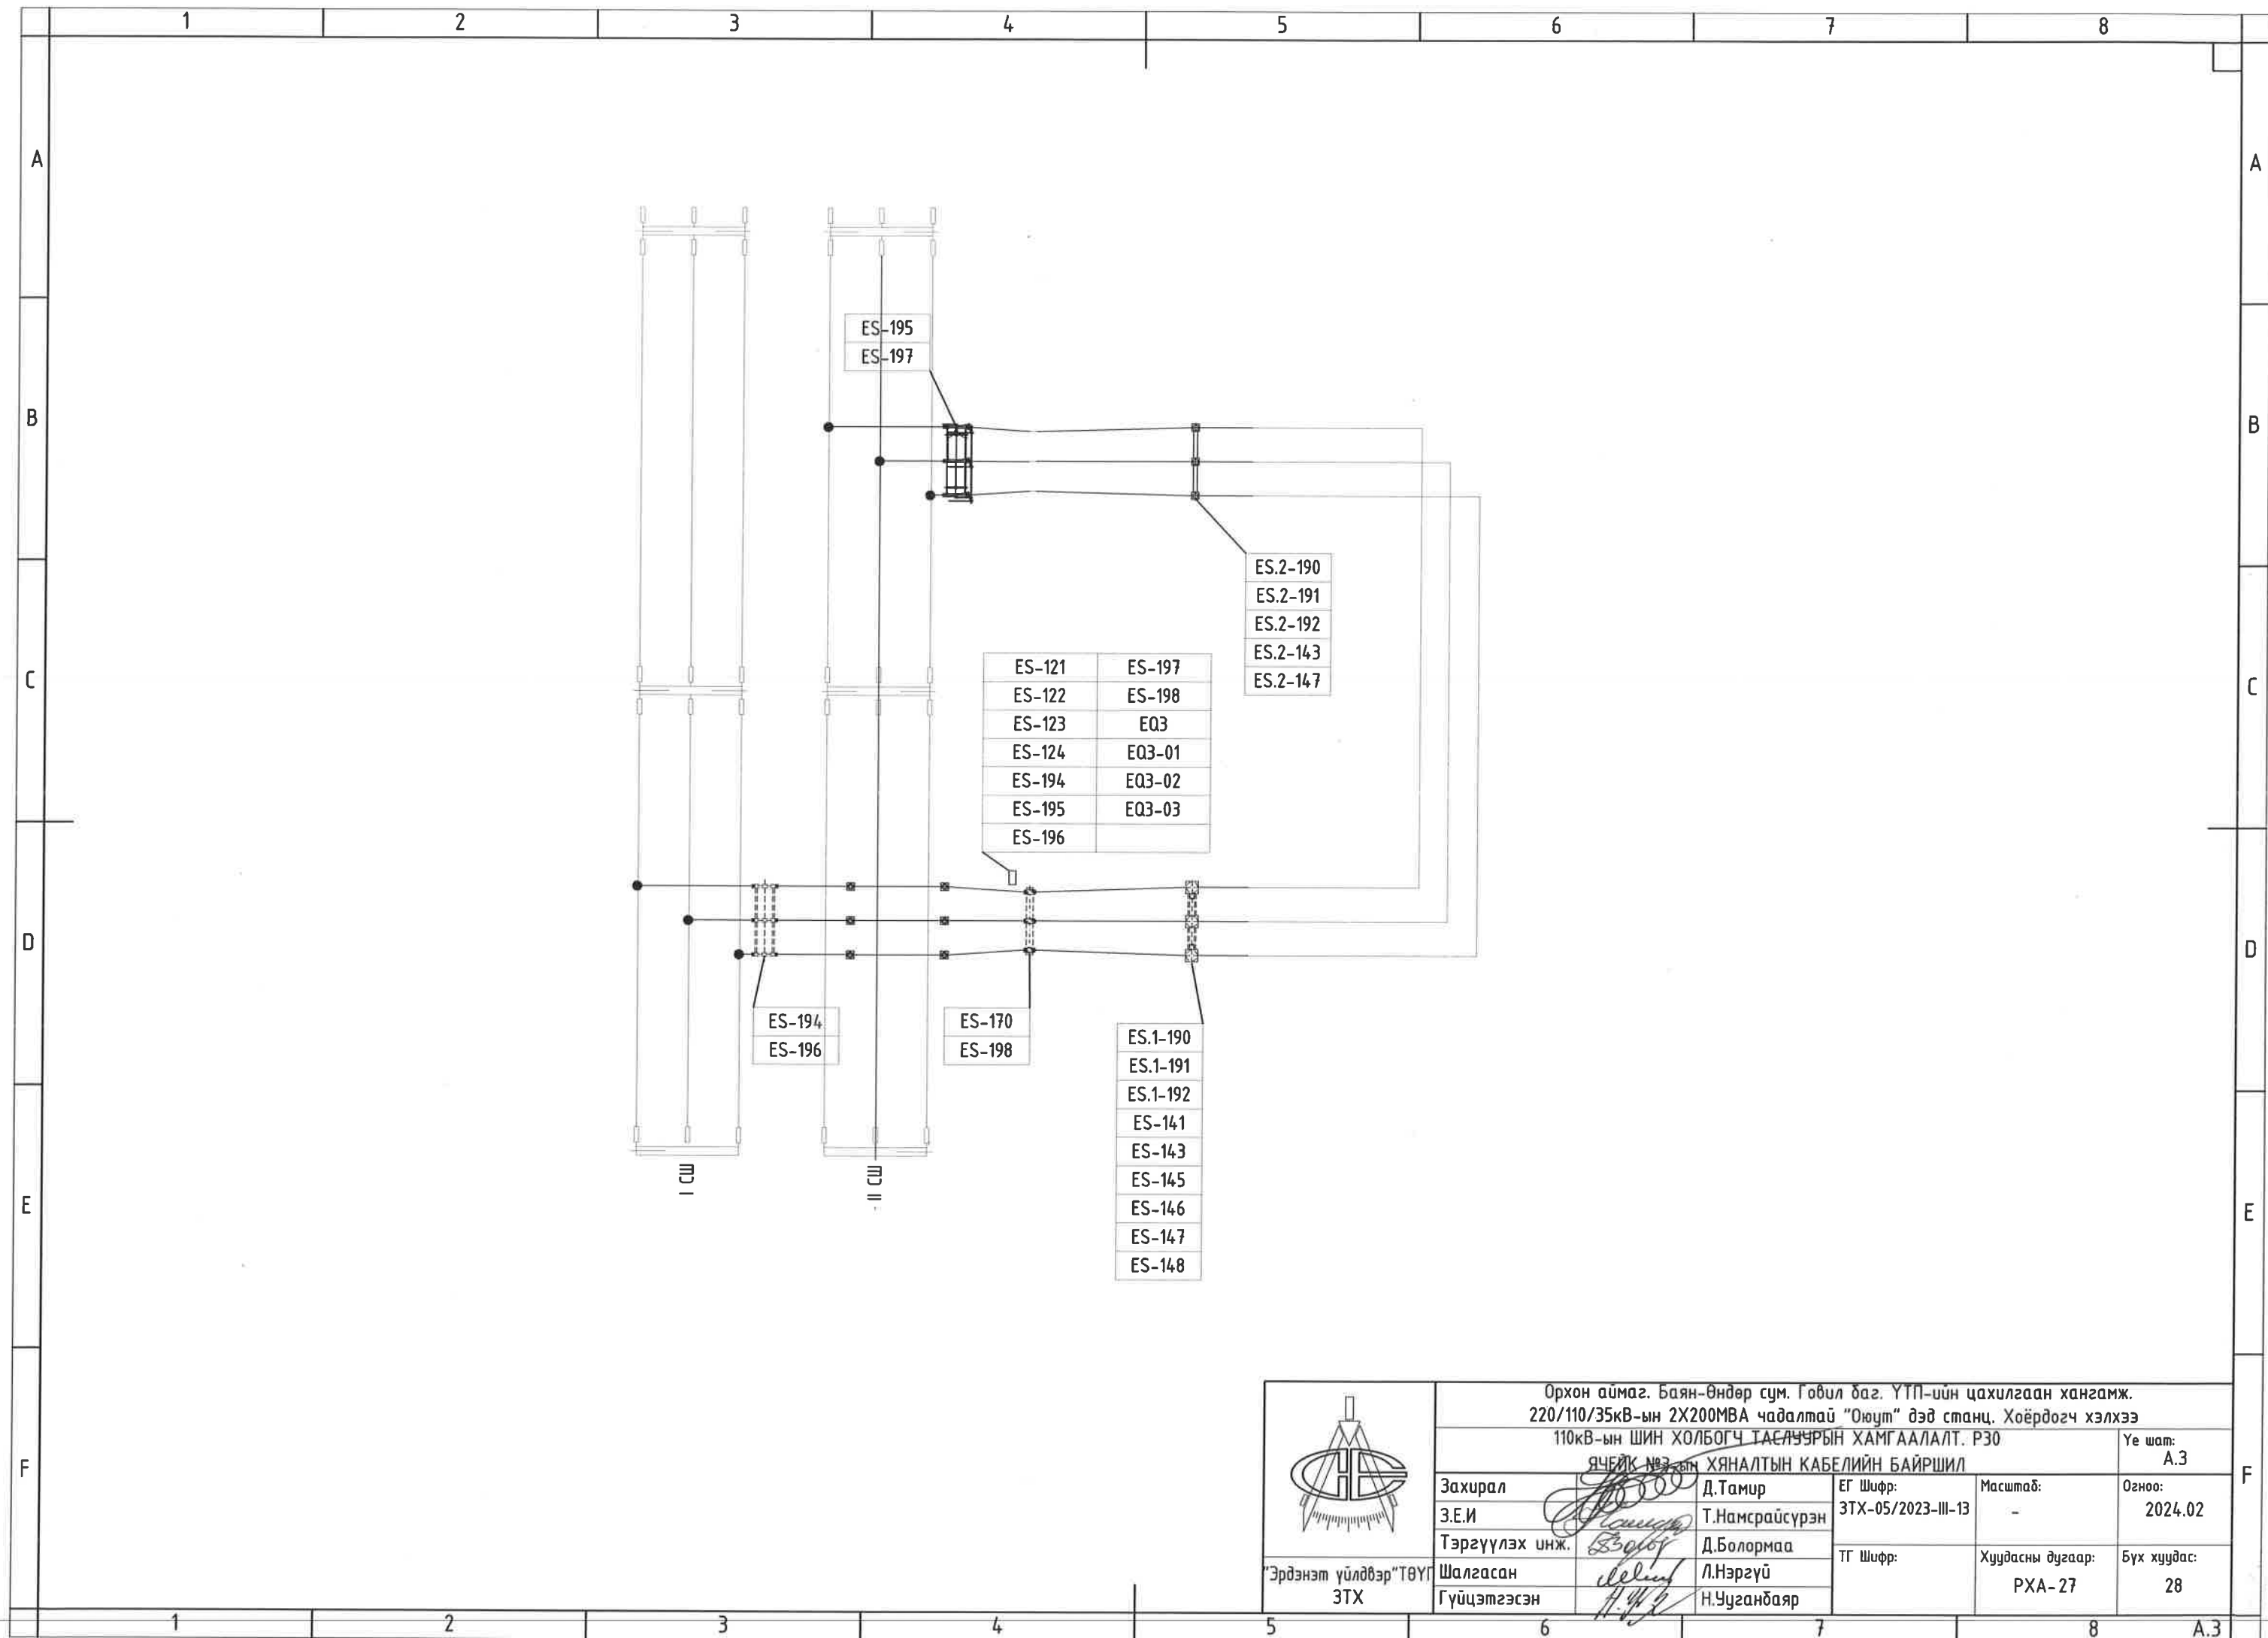 1 2 3 4 5 6 7 8
A A
B B
C C
D D
E E
F F
ES-195
ES-197
ES.2-190
ES.2-191
ES.2-192
ES.2-143
ES.2-147
ES-121 ES-197
ES-122 ES-198
ES-123 EQ3
ES-124 EQ3-01
ES-194 EQ3-02
ES-195 EQ3-03
ES-196
ES-194
ES-196
ES-170
ES-198
ES.1-190
ES.1-191
ES.1-192
ES-141
ES-143
ES-145
ES-146
ES-147
ES-148
I СШ
II СШ
Орхон аймаг. Баян-Өндөр сум. Говил баг. ҮТП-ийн цахилгаан хангамж.
220/110/35кВ-ын 2Х200МВА чадалтай "Оюут" дэд станц. Хоёрдогч хэлхээ
110кВ-ын ШИН ХОЛБОГЧ ТАСЛУУРЫН ХАМГААЛАЛТ. РЗ0
ЯЧЕЙК №3-ын ХЯНАЛТЫН КАБЕЛИЙН БАЙРШИЛ
Үе шат:
А.3
Захирал Д.Тамир
З.Е.И Т.Намсрайсүрэн
Тэргүүлэх инж. Д.Болормаа
Шалгасан Л.Нэргүй
Гүйцэтгэсэн Н.Ууганбаяр
ЕГ Шифр:
ЗТХ-05/2023-III-13
Масштаб:
-
Огноо:
2024.02
ТГ Шифр:
Хуудасны дугаар:
РХА-27
Бүх хуудас:
28
"Эрдэнэт үйлдвэр"ТӨҮГ
ЗТХ
1 2 3 4 5 6 7 8
А.3